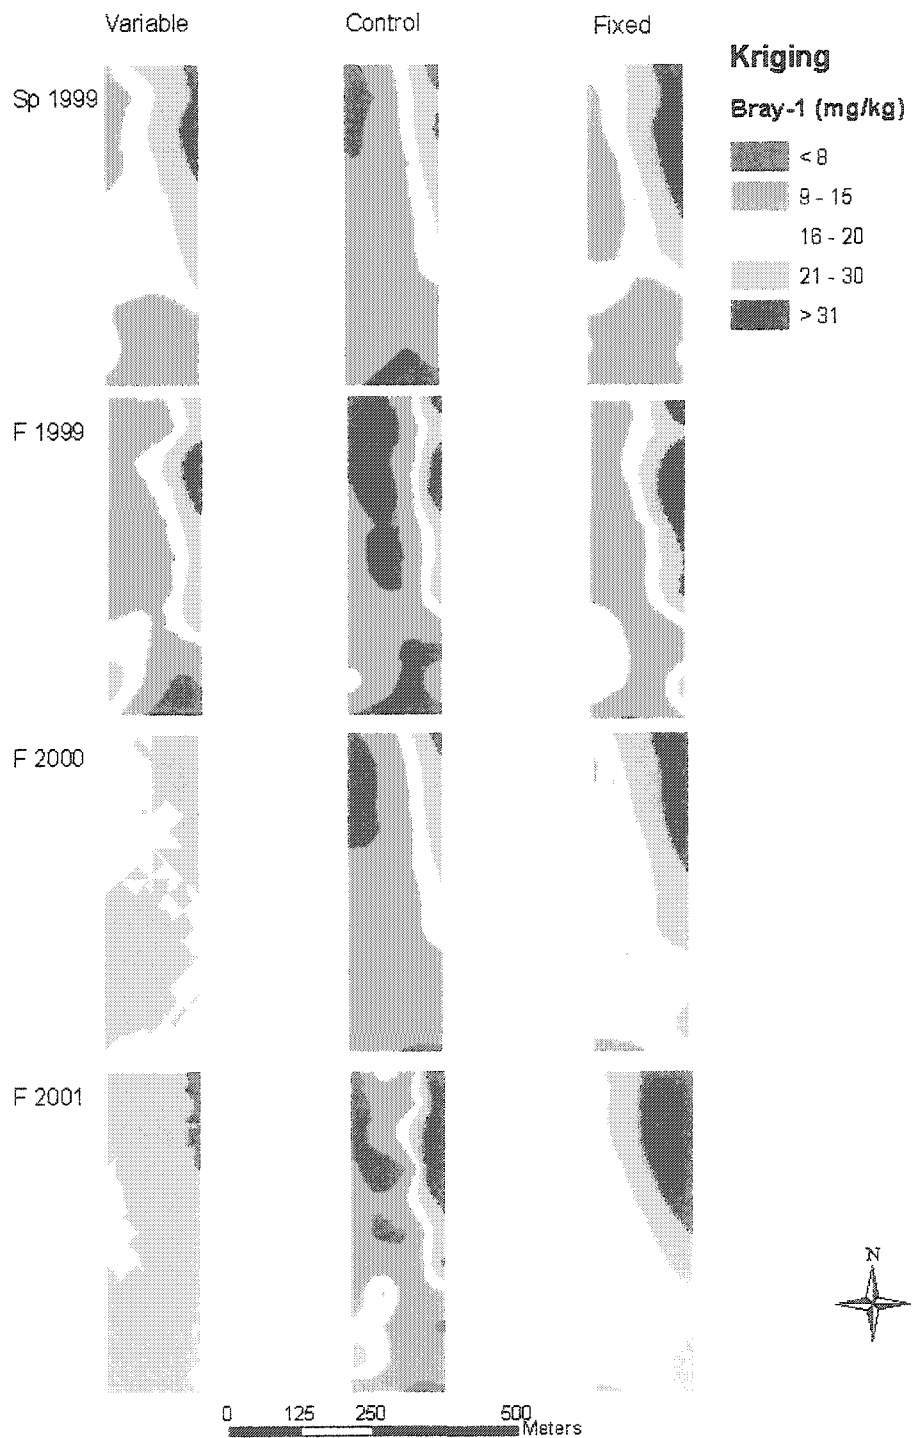 Variable Control Fixed
Kriging
Sp 1999
Bray-1 (mg/kg)
< 8
9 - 15
16 - 20
21 - 30
> 31
F 1999
F 2000
F 2001
N
0 125 250 500
Meters